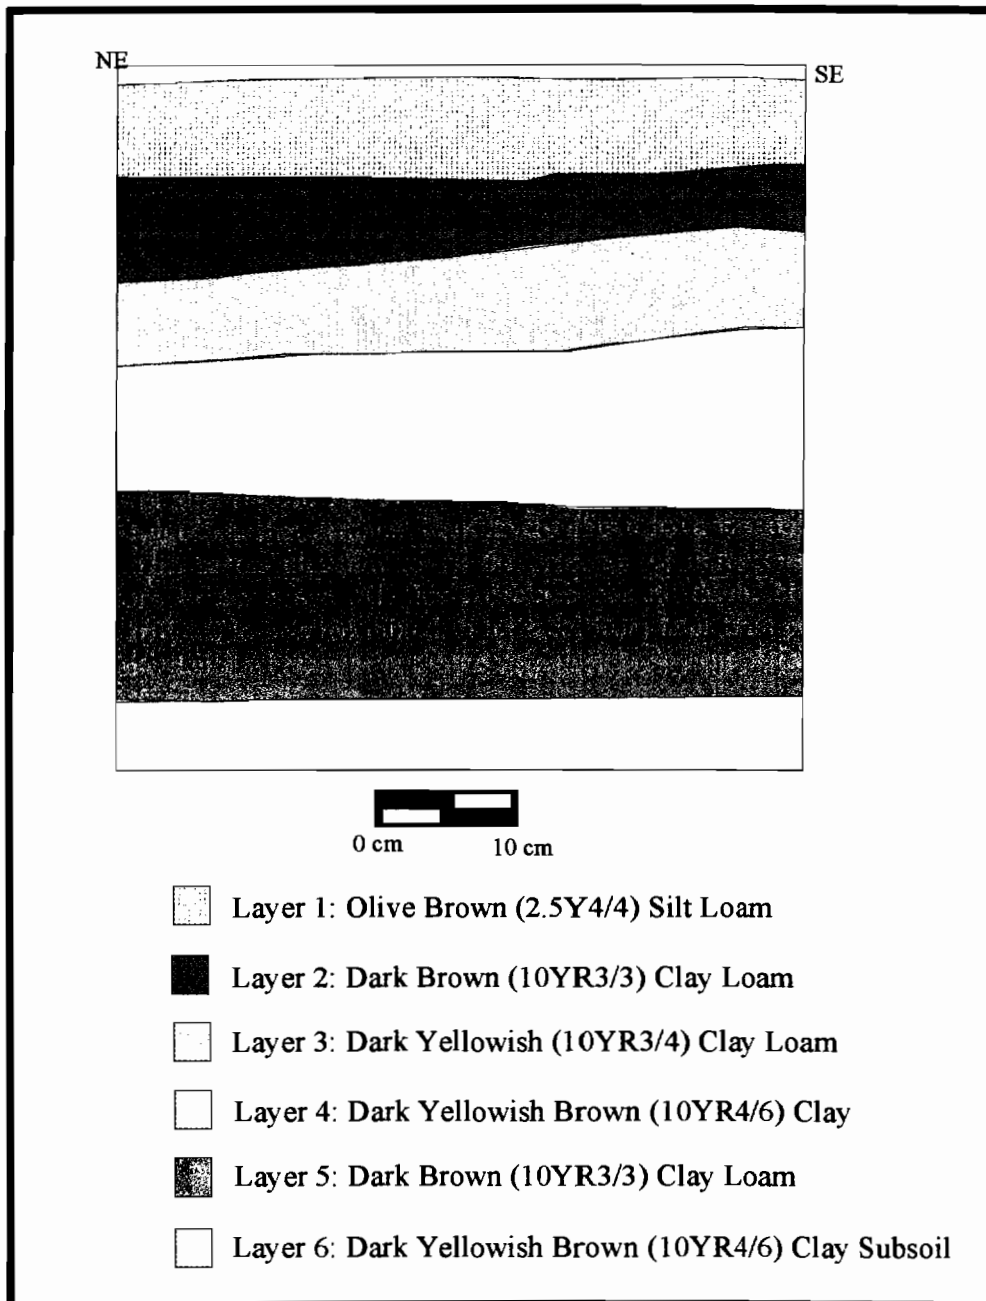 NE
SE
0 cm 10 cm
Layer 1: Olive Brown (2.5Y4/4) Silt Loam
Layer 2: Dark Brown (10YR3/3) Clay Loam
Layer 3: Dark Yellowish (10YR3/4) Clay Loam
Layer 4: Dark Yellowish Brown (10YR4/6) Clay
Layer 5: Dark Brown (10YR3/3) Clay Loam
Layer 6: Dark Yellowish Brown (10YR4/6) Clay Subsoil